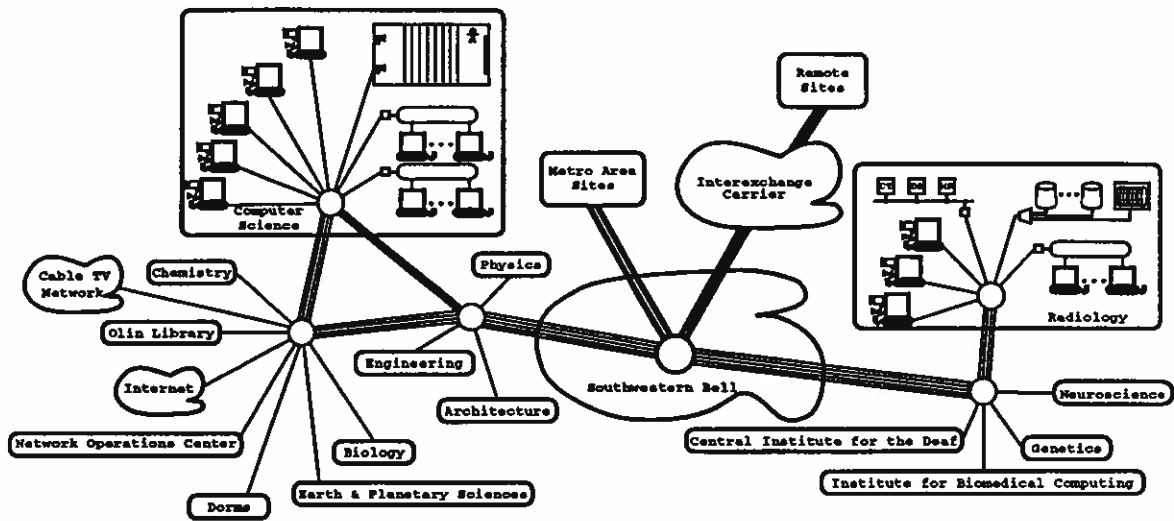 Remote
Sites
Metro Area
Sites
Interexchange
Carrier
Computer
Science
Cable TV
Network
Chemistry
Physics
Radiology
Olin Library
Engineering
Internet
Southwestern Bell
Neuroscience
Architecture
Network Operations Center
Biology
Central Institute for the Deaf
Genetics
Dorms
Earth & Planetary Sciences
Institute for Biomedical Computing